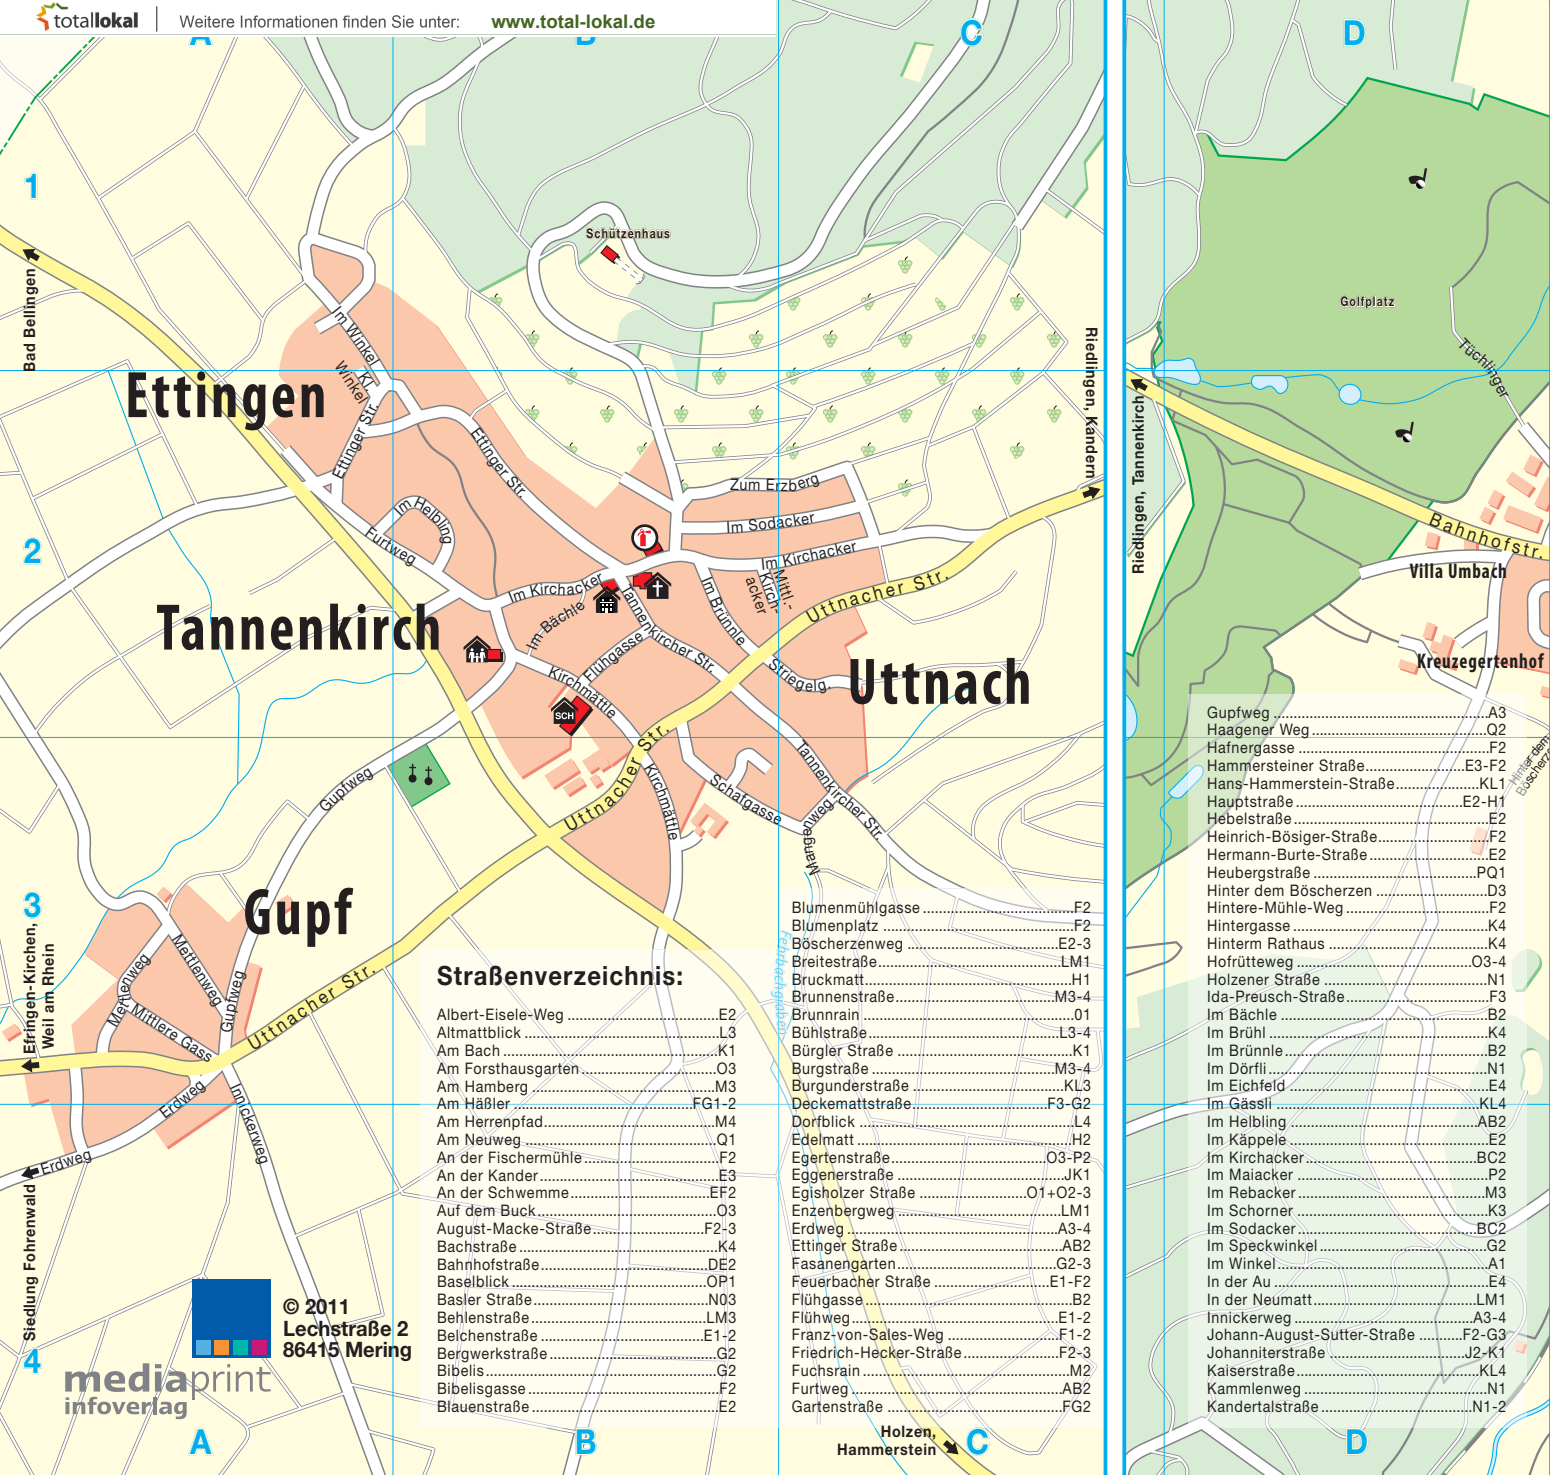 totallokal
Weitere Informationen finden Sie unter: www.total-lokal.de
A
B
C
D
1
Schützenhaus
Bad Bellingen
Golfplatz
Im Winkel
Kl. Winkel
Riedlingen, Kandern
Riedlingen, Tannenkirch
Tüchlinger
Ettingen
Ettinger Str.
Ettinger Str.
Zum Erzberg
Im Sodacker
Im Kirchacker
Im Helbling
Furtweg
2
Bahnhofstr.
Villa Umbach
Im Kirchacker
Mittl.-
Kirch-
acker
Uttnacher Str.
Tannenkirch
Im Bächle
Im Brünnle
Flühgasse
Tannenkircher Str.
Striegelg.
Uttnach
Kreuzegertenhof
Kirchmättle
SCH
Uttnacher Str.
Hinter dem
Böscherzen
Gupfweg
Kirchmättle
Schafgasse
Tannenkircher Str.
Mangenweg
3
Gupf
Efringen-Kirchen,
Weil am Rhein
Mettlenweg
Mettlenweg
Gupfweg
Mittlere Gass
Uttnacher Str.
Fehrbachgraben
Erdweg
Innickerweg
Erdweg
Siedlung Fohrenwald
Straßenverzeichnis:
Albert-Eisele-Weg E2
Altmattblick L3
Am Bach K1
Am Forsthausgarten O3
Am Hamberg M3
Am Häßler FG1-2
Am Herrenpfad M4
Am Neuweg Q1
An der Fischermühle F2
An der Kander E3
An der Schwemme EF2
Auf dem Buck O3
August-Macke-Straße F2-3
Bachstraße K4
Bahnhofstraße DE2
Baselblick OP1
Basler Straße N03
Behlenstraße LM3
Belchenstraße E1-2
Bergwerkstraße G2
Bibelis G2
Bibelisgasse F2
Blauenstraße E2
Blumenmühlgasse F2
Blumenplatz F2
Böscherzenweg E2-3
Breitestraße LM1
Bruckmatt H1
Brunnenstraße M3-4
Brunnrain 01
Bühlstraße L3-4
Bürgler Straße K1
Burgstraße M3-4
Burgunderstraße KL3
Deckemattstraße F3-G2
Dorfblick L4
Edelmatt H2
Egertenstraße O3-P2
Eggenerstraße JK1
Egisholzer Straße O1+O2-3
Enzenbergweg LM1
Erdweg A3-4
Ettinger Straße AB2
Fasanengarten G2-3
Feuerbacher Straße E1-F2
Flühgasse B2
Flühweg E1-2
Franz-von-Sales-Weg F1-2
Friedrich-Hecker-Straße F2-3
Fuchsrain M2
Furtweg AB2
Gartenstraße FG2
Gupfweg A3
Haagener Weg Q2
Hafnergasse F2
Hammersteiner Straße E3-F2
Hans-Hammerstein-Straße KL1
Hauptstraße E2-H1
Hebelstraße E2
Heinrich-Bösiger-Straße F2
Hermann-Burte-Straße E2
Heubergstraße PQ1
Hinter dem Böscherzen D3
Hintere-Mühle-Weg F2
Hintergasse K4
Hinterm Rathaus K4
Hofrütteweg O3-4
Holzener Straße N1
Ida-Preusch-Straße F3
Im Bächle B2
Im Brühl K4
Im Brünnle B2
Im Dörfli N1
Im Eichfeld E4
Im Gässli KL4
Im Helbling AB2
Im Käppele E2
Im Kirchacker BC2
Im Maiacker P2
Im Rebacker M3
Im Schorner K3
Im Sodacker BC2
Im Speckwinkel G2
Im Winkel A1
In der Au E4
In der Neumatt LM1
Innickerweg A3-4
Johann-August-Sutter-Straße F2-G3
Johanniterstraße J2-K1
Kaiserstraße KL4
Kammlenweg N1
Kandertalstraße N1-2
© 2011
Lechstraße 2
86415 Mering
4
mediaprint
infoverlag
Holzen,
Hammerstein
A
B
C
D